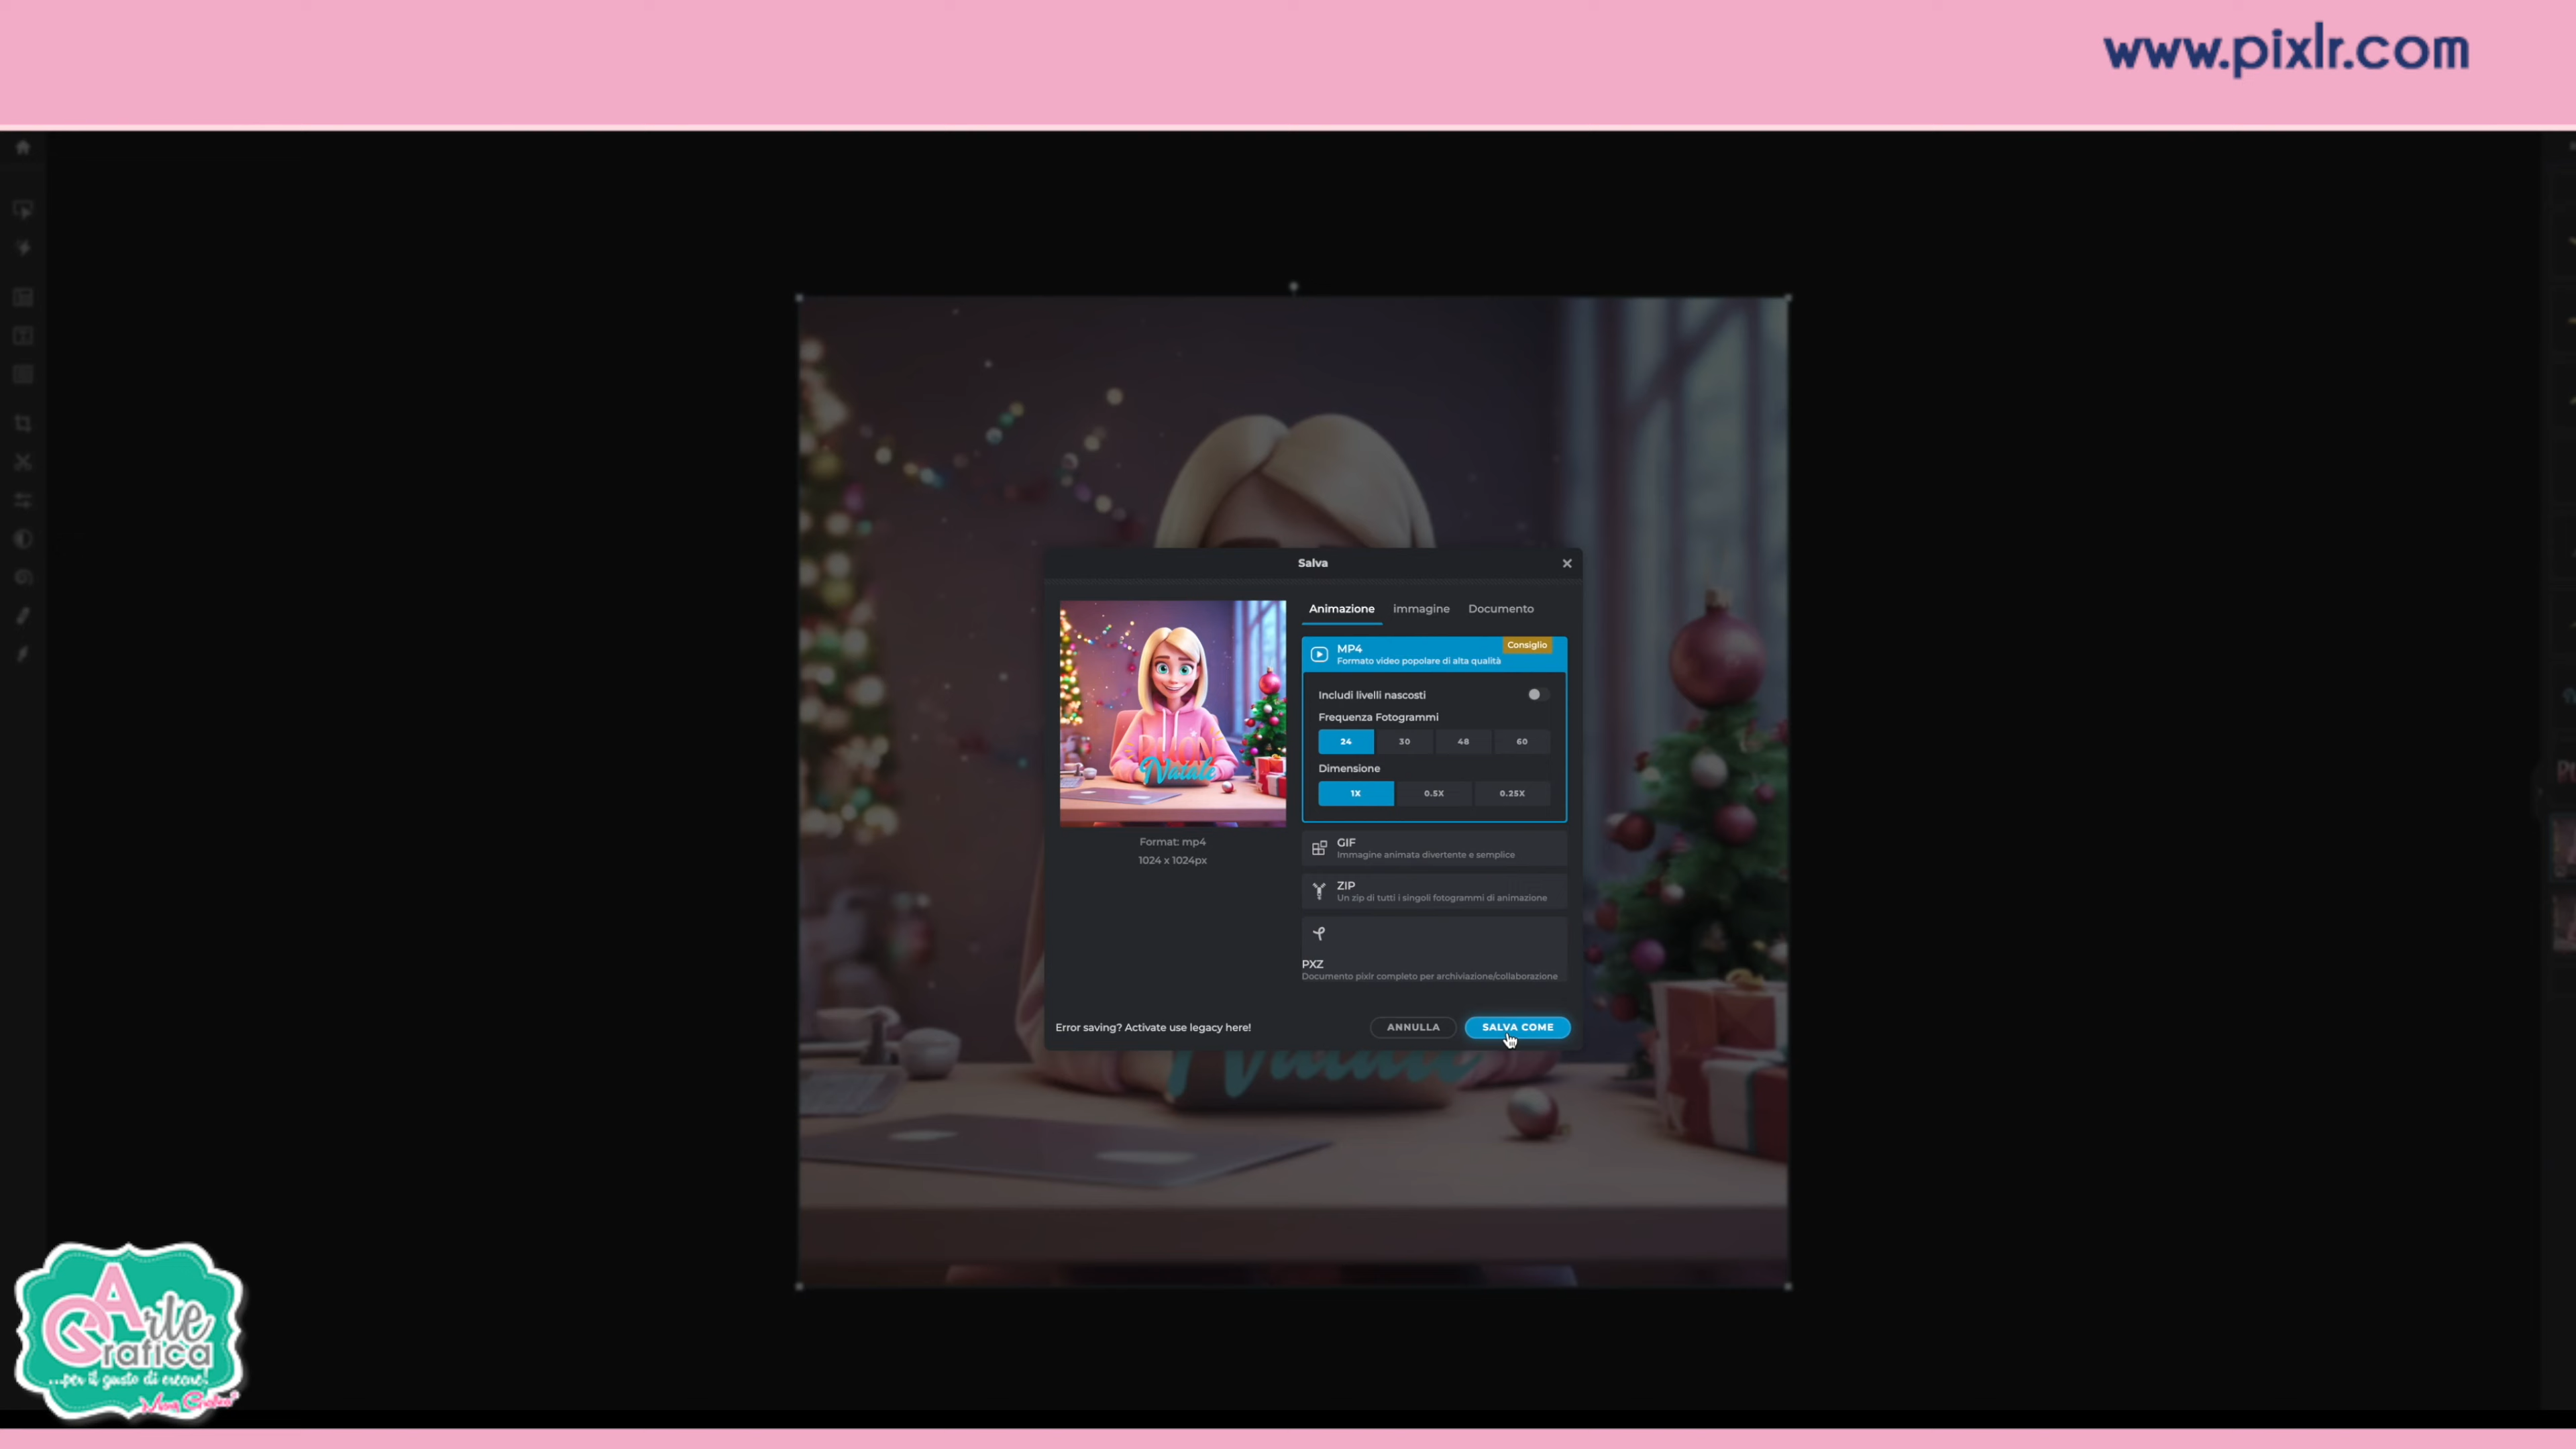 www.pixlr.com
Salva
Animazione immagine Documento
MP4
Consiglio
Formato video popolare di alta qualità
Includi livelli nascosti
Frequenza Fotogrammi
24 30 48 60
Dimensione
1X 0.5X 0.25X
BUON
Natale
Format: mp4
1024 x 1024px
GIF
Immagine animata divertente e semplice
ZIP
Un zip di tutti i singoli fotogrammi di animazione
PXZ
Documento pixlr completo per archiviazione/collaborazione
Error saving? Activate use legacy here!
ANNULLA SALVA COME
Natale
Arte
Grafica
...per il gusto di creare!